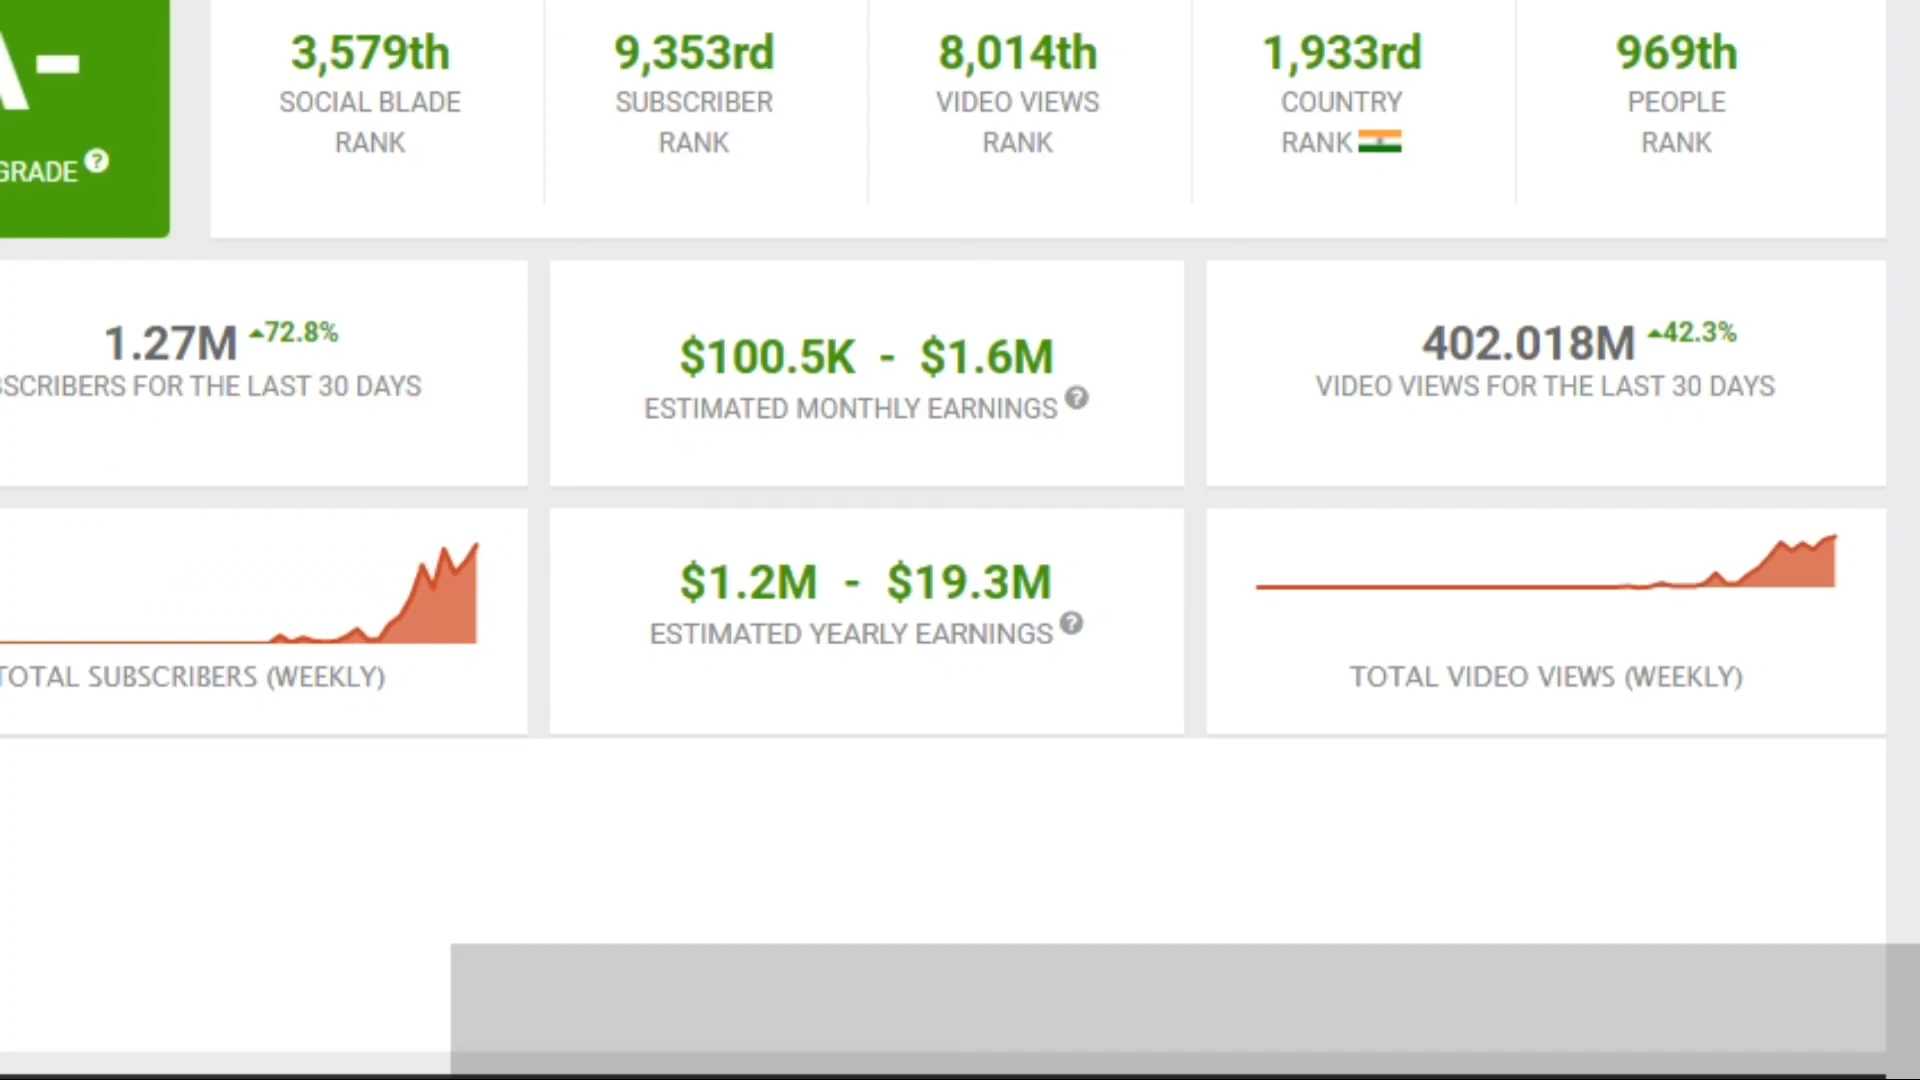 A-
GRADE ?
3,579th
SOCIAL BLADE
RANK
9,353rd
SUBSCRIBER
RANK
8,014th
VIDEO VIEWS
RANK
1,933rd
COUNTRY
RANK
969th
PEOPLE
RANK
1.27M 72.8%
SCRIBERS FOR THE LAST 30 DAYS
$100.5K - $1.6M
ESTIMATED MONTHLY EARNINGS ?
402.018M 42.3%
VIDEO VIEWS FOR THE LAST 30 DAYS
TOTAL SUBSCRIBERS (WEEKLY)
$1.2M - $19.3M
ESTIMATED YEARLY EARNINGS ?
TOTAL VIDEO VIEWS (WEEKLY)